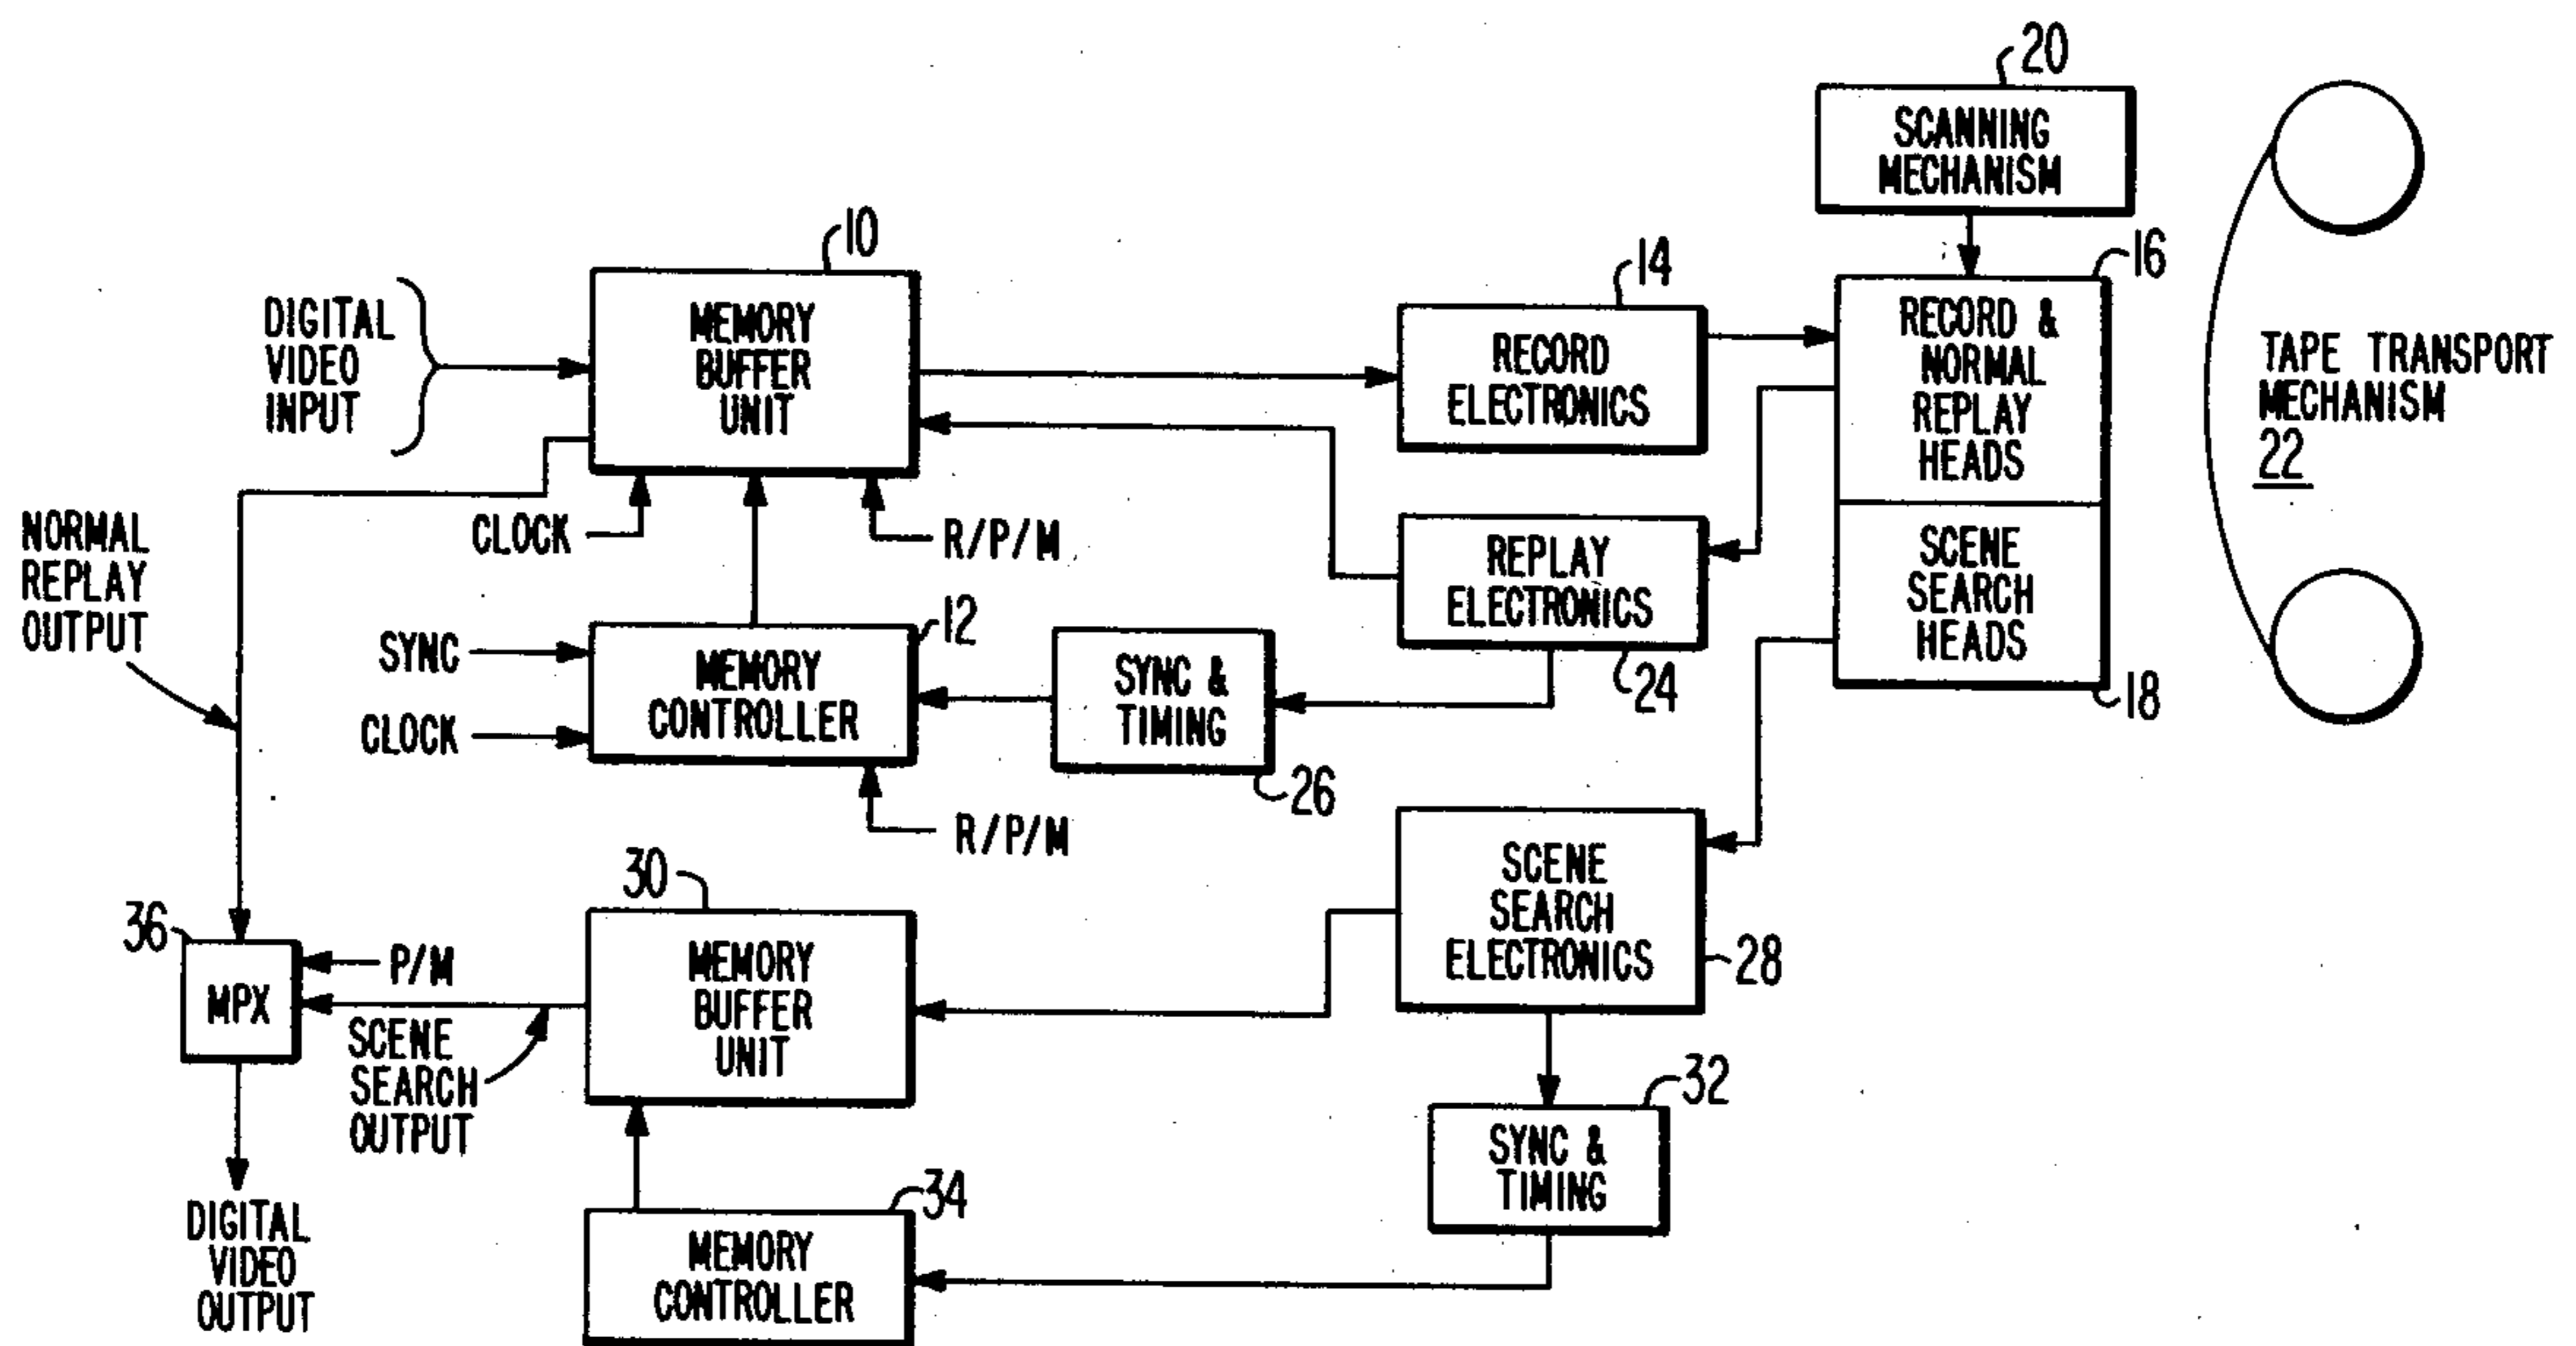 20
SCANNING
MECHANISM
10
DIGITAL
VIDEO
INPUT
MEMORY
BUFFER
UNIT
14
RECORD
ELECTRONICS
16
RECORD &
NORMAL
REPLAY
HEADS
TAPE TRANSPORT
MECHANISM
22
CLOCK
R/P/M
NORMAL
REPLAY
OUTPUT
REPLAY
ELECTRONICS
24
SCENE
SEARCH
HEADS
18
12
SYNC
CLOCK
MEMORY
CONTROLLER
SYNC &
TIMING
26
R/P/M
30
36
MPX
P/M
SCENE
SEARCH
OUTPUT
MEMORY
BUFFER
UNIT
SCENE
SEARCH
ELECTRONICS
28
32
SYNC &
TIMING
34
MEMORY
CONTROLLER
DIGITAL
VIDEO
OUTPUT